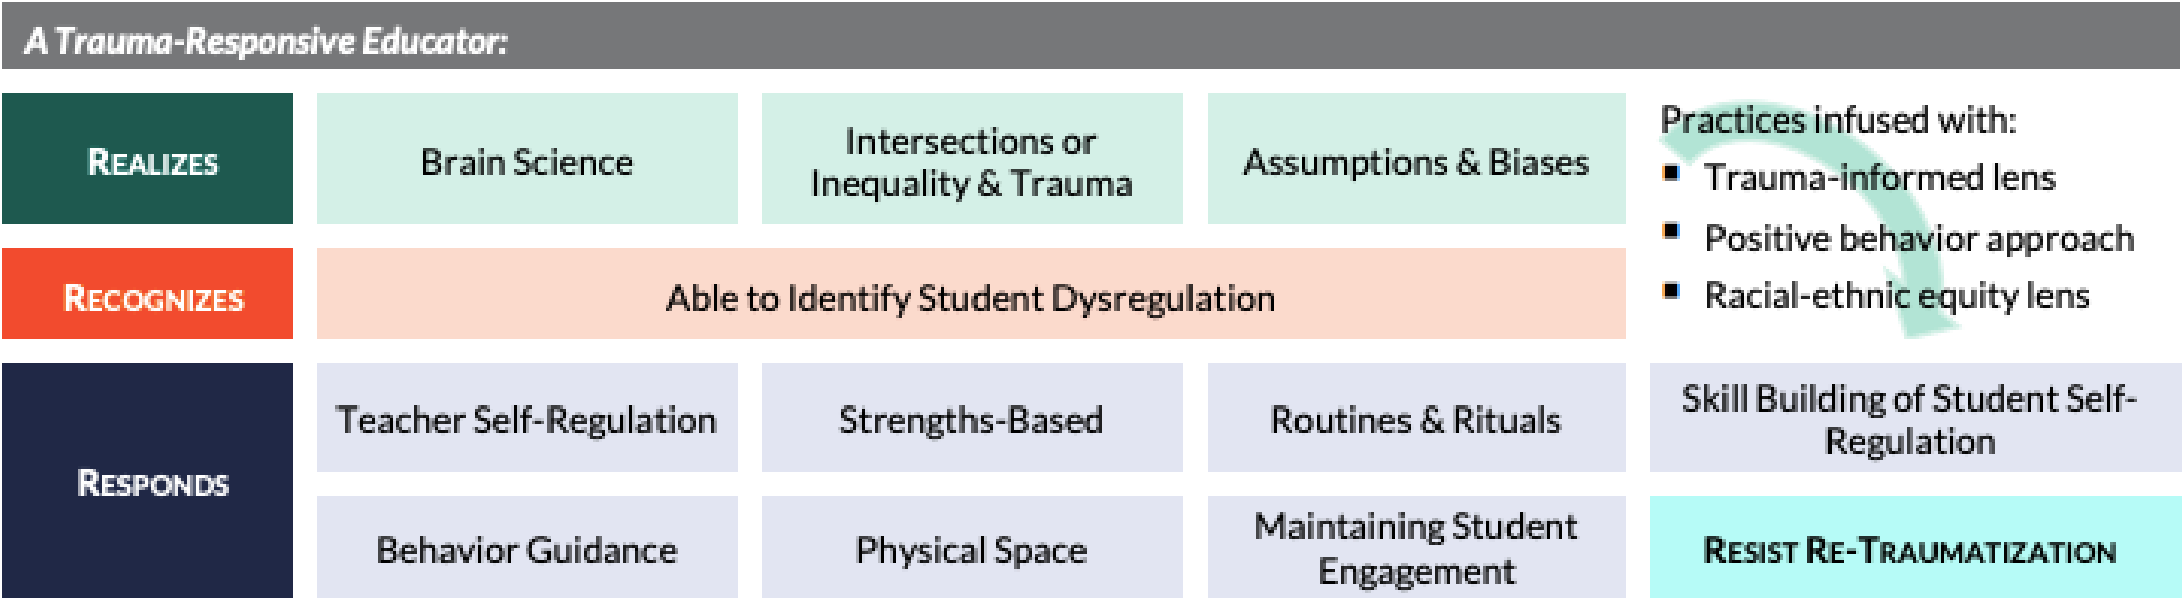 A Trauma-Responsive Educator:
REALIZES
Brain Science
Intersections or
Inequality & Trauma
Assumptions & Biases
Practices infused with:
▪ Trauma-informed lens
▪ Positive behavior approach
▪ Racial-ethnic equity lens
RECOGNIZES
Able to Identify Student Dysregulation
RESPONDS
Teacher Self-Regulation
Strengths-Based
Routines & Rituals
Skill Building of Student Self-
Regulation
Behavior Guidance
Physical Space
Maintaining Student
Engagement
RESIST RE-TRAUMATIZATION